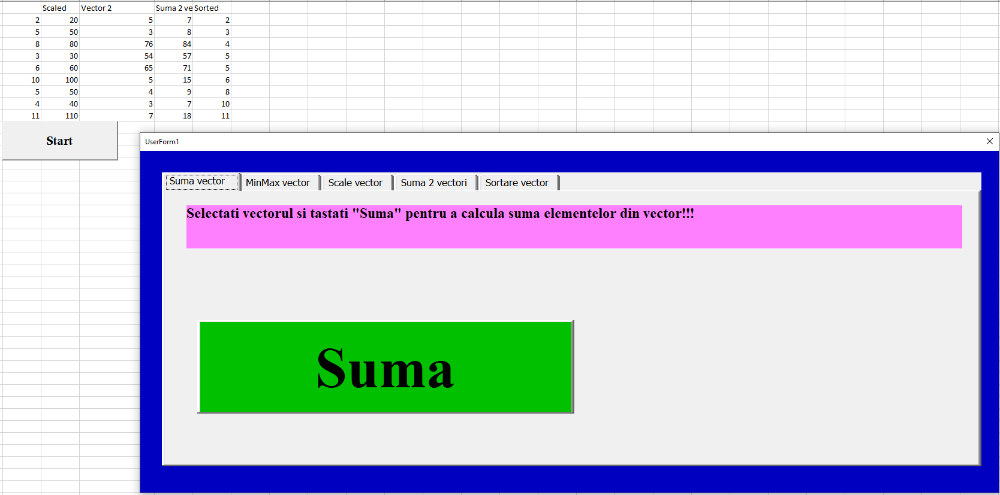 Scaled Vector 2 Suma 2 ve Sorted
2 20 5 7 2
5 50 3 8 3
8 80 76 84 4
3 30 54 57 5
6 60 65 71 5
10 100 5 15 6
5 50 4 9 8
4 40 3 7 10
11 110 7 18 11
Start
UserForm1
Suma vector MinMax vector Scale vector Suma 2 vectori Sortare vector
Selectati vectorul si tastati "Suma" pentru a calcula suma elementelor din vector!!!
Suma